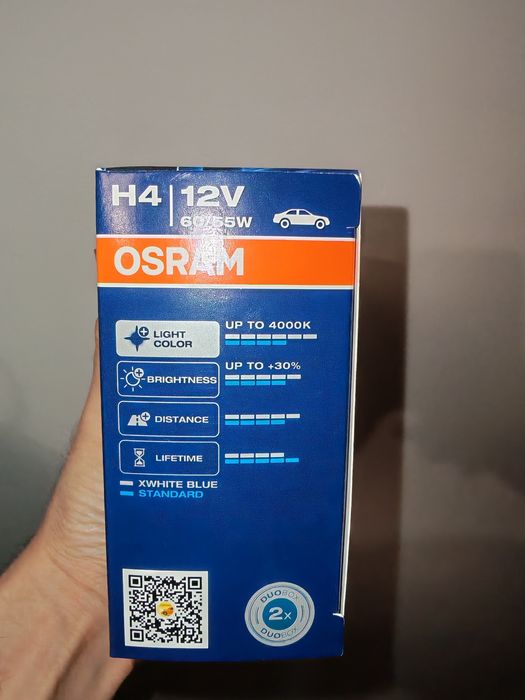 H4 | 12V
60/55W
OSRAM
LIGHT COLOR
UP TO 4000K
BRIGHTNESS
UP TO +30%
DISTANCE
LIFETIME
XWHITE BLUE
STANDARD
DUOBOX
2x
DUOBOX